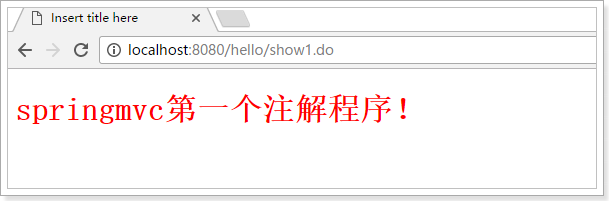 Insert title here
localhost:8080/hello/show1.do
springmvc第一个注解程序！